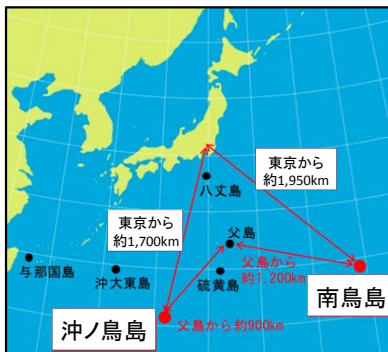 東京から
約1,950km
八丈島
東京から
約1,700km
父島
与那国島
沖大東島
硫黄島
父島から
約1,200km
南鳥島
沖ノ鳥島
父島から約900km